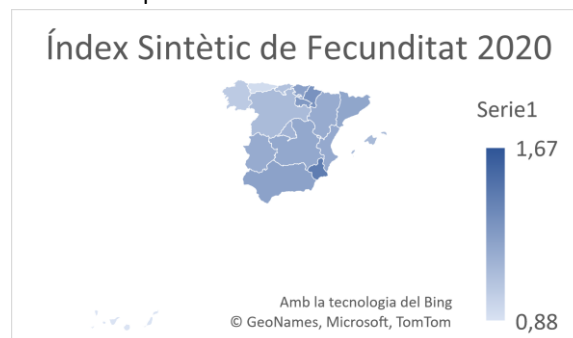 Índex Sintètic de Fecunditat 2020
Serie1
1,67
0,88
Amb la tecnologia del Bing
© GeoNames, Microsoft, TomTom